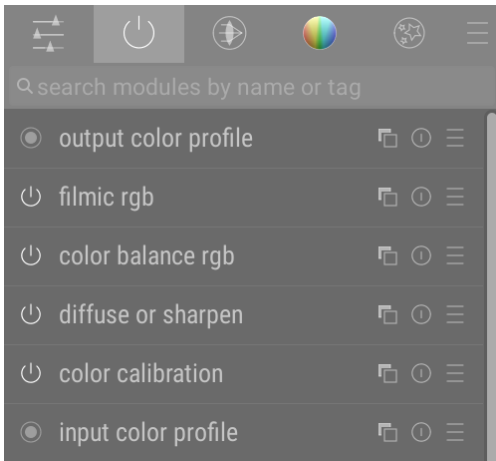 search modules by name or tag
output color profile
filmic rgb
color balance rgb
diffuse or sharpen
color calibration
input color profile